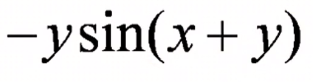 −y sin(x + y)